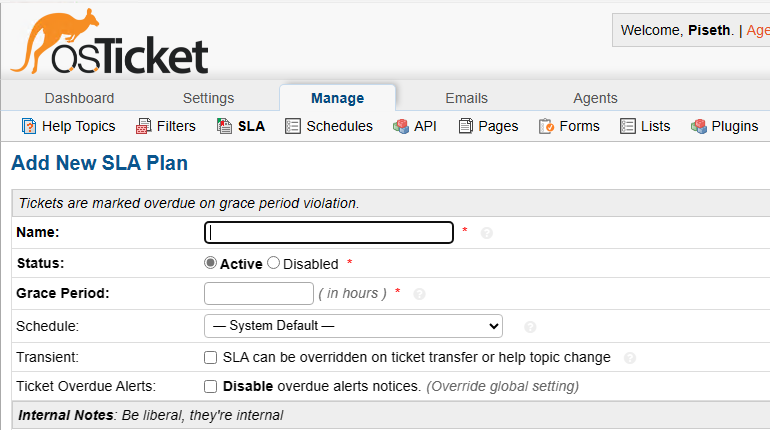 Welcome, Piseth. | Age
osTicket
Dashboard Settings Manage Emails Agents
Help Topics Filters SLA Schedules API Pages Forms Lists Plugins
Add New SLA Plan
Tickets are marked overdue on grace period violation.
Name: * ?
Status: Active Disabled *
Grace Period: ( in hours ) * ?
Schedule: — System Default — ?
Transient: SLA can be overridden on ticket transfer or help topic change ?
Ticket Overdue Alerts: Disable overdue alerts notices. (Override global setting)
Internal Notes: Be liberal, they're internal